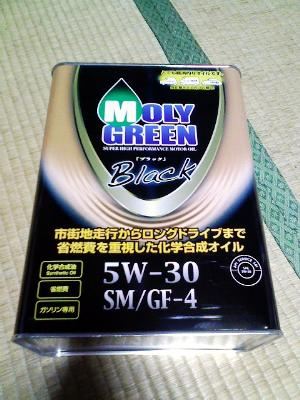 MOLY
GREEN
SUPER HIGH PERFORMANCE MOTOR OIL
「ブラック」
Black
市街地走行からロングドライブまで
省燃費を重視した化学合成オイル
化学合成油
Synthetic Oil
5W-30
省燃費
SM/GF-4
ガソリン専用